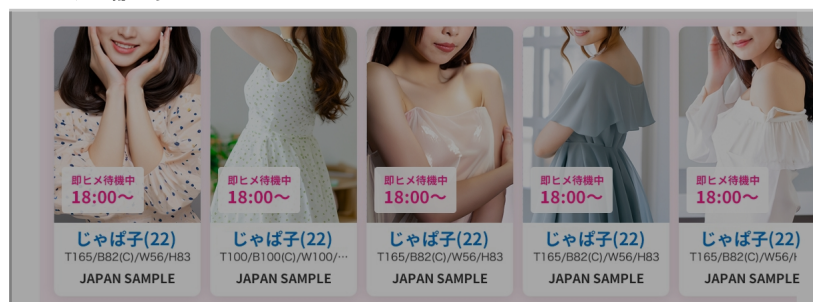 即ヒメ待機中
18:00〜
じゃぱ子(22)
T165/B82(C)/W56/H83
JAPAN SAMPLE
即ヒメ待機中
18:00〜
じゃぱ子(22)
T100/B100(C)/W100/…
JAPAN SAMPLE
即ヒメ待機中
18:00〜
じゃぱ子(22)
T165/B82(C)/W56/H83
JAPAN SAMPLE
即ヒメ待機中
18:00〜
じゃぱ子(22)
T165/B82(C)/W56/H83
JAPAN SAMPLE
即ヒメ待機中
18:00〜
じゃぱ子(22)
T165/B82(C)/W56/
JAPAN SAMPLE